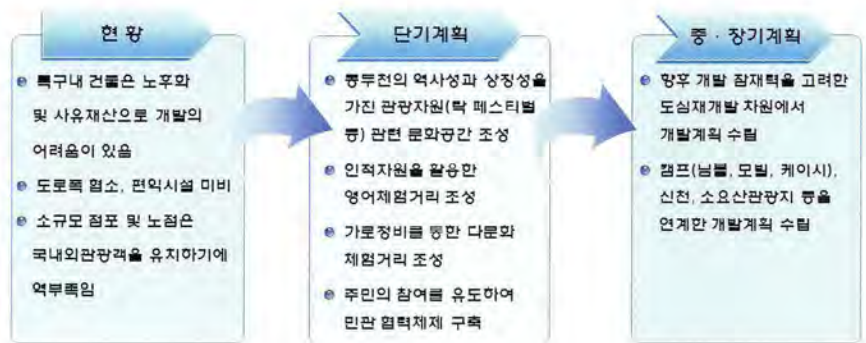 현 황
특구내 건물은 노후화
및 사유재산으로 개발의
어려움이 있음
도로폭 협소, 편익시설 미비
소규모 점포 및 노점은
국내외관광객을 유치하기에
역부족임
단기계획
동두천의 역사성과 상징성을
가진 관광자원(락 페스티벌
등) 관련 문화공간 조성
인적자원을 활용한
영어체험거리 조성
가로정비를 통한 다문화
체험거리 조성
주민의 참여를 유도하여
민관 협력체제 구축
중 · 장기계획
향후 개발 잠재력을 고려한
도심재개발 차원에서
개발계획 수립
캠프(님블, 모빌, 케이시),
신천, 소요산관광지 등을
연계한 개발계획 수립